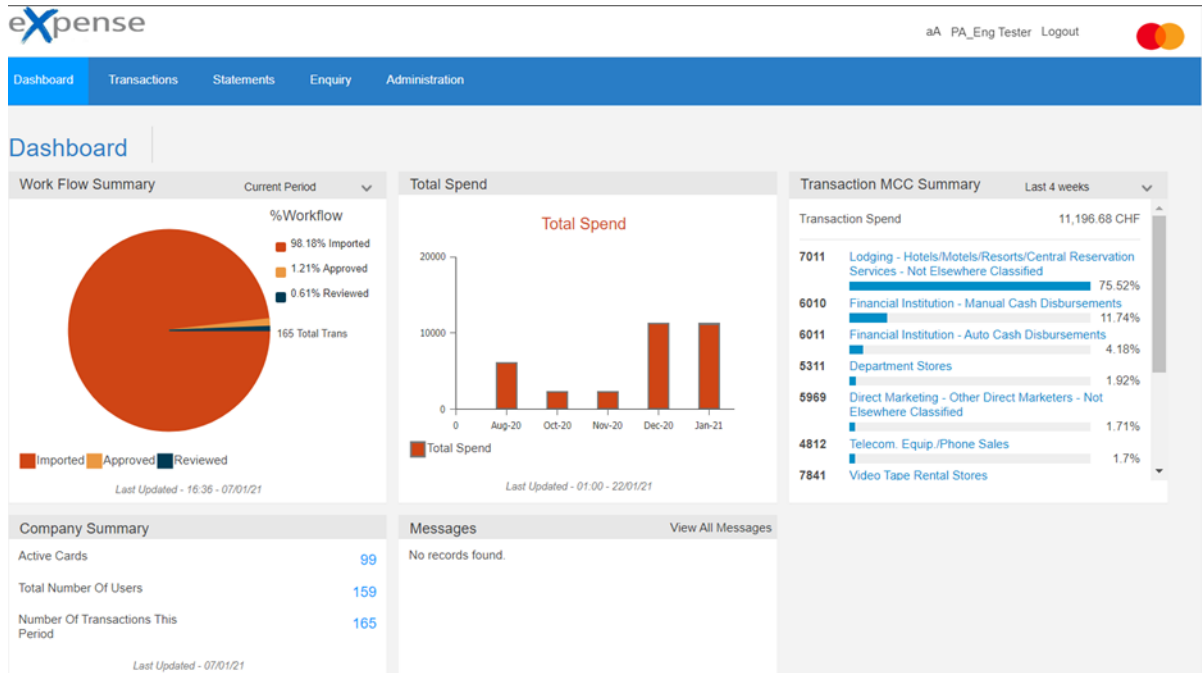 eXpense
aA PA_Eng Tester Logout
Dashboard Transactions Statements Enquiry Administration
Dashboard
Work Flow Summary Current Period
%Workflow
98.18% Imported
1.21% Approved
0.61% Reviewed
165 Total Trans
Imported Approved Reviewed
Last Updated - 16:36 - 07/01/21
Total Spend
Total Spend
20000
10000
0
0 Aug-20 Oct-20 Nov-20 Dec-20 Jan-21
Total Spend
Last Updated - 01:00 - 22/01/21
Transaction MCC Summary Last 4 weeks
Transaction Spend 11,196.68 CHF
7011 Lodging - Hotels/Motels/Resorts/Central Reservation
Services - Not Elsewhere Classified
75.52%
6010 Financial Institution - Manual Cash Disbursements
11.74%
6011 Financial Institution - Auto Cash Disbursements
4.18%
5311 Department Stores
1.92%
5969 Direct Marketing - Other Direct Marketers - Not
Elsewhere Classified
1.71%
4812 Telecom. Equip./Phone Sales
1.7%
7841 Video Tape Rental Stores
Company Summary
Active Cards 99
Total Number Of Users 159
Number Of Transactions This
Period 165
Last Updated - 07/01/21
Messages View All Messages
No records found.